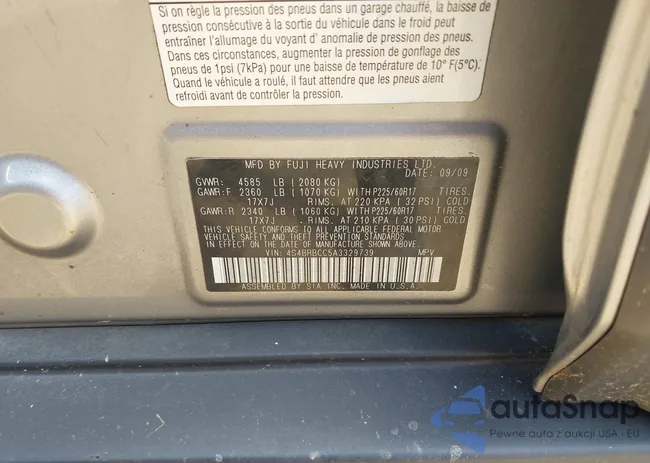 Si on règle la pression des pneus dans un garage chauffé, la baisse de
pression consécutive à la sortie du véhicule dans le froid peut
entraîner l'allumage du voyant d' anomalie de pression des pneus.
Dans ces circonstances, augmenter la pression de gonflage des
pneus de 1psi (7kPa) pour une baisse de température de 10° F(5°C).
Quand le véhicule a roulé, il faut attendre que les pneus aient
refroidi avant de contrôler la pression.
MFD BY FUJI HEAVY INDUSTRIES LTD.
DATE: 09/09
GVWR: 4585 LB ( 2080 KG)
GAWR:F 2360 LB ( 1070 KG) WITH P225/60R17 TIRES.
17X7J RIMS. AT 220 KPA ( 32 PSI) COLD
GAWR:R 2340 LB ( 1060 KG) WITH P225/60R17 TIRES.
17X7J RIMS. AT 210 KPA ( 30 PSI) COLD
THIS VEHICLE CONFORMS TO ALL APPLICABLE FEDERAL MOTOR
VEHICLE SAFETY, BUMPER, AND THEFT PREVENTION STANDARDS
IN EFFECT ON THE DATE OF MANUFACTURE SHOWN ABOVE.
VIN: 4S4BRBCC5A3329739 MPV
ASSEMBLED BY SIA INC. MADE IN U.S.A.
autoSnap
Pewne auto z aukcji USA - EU